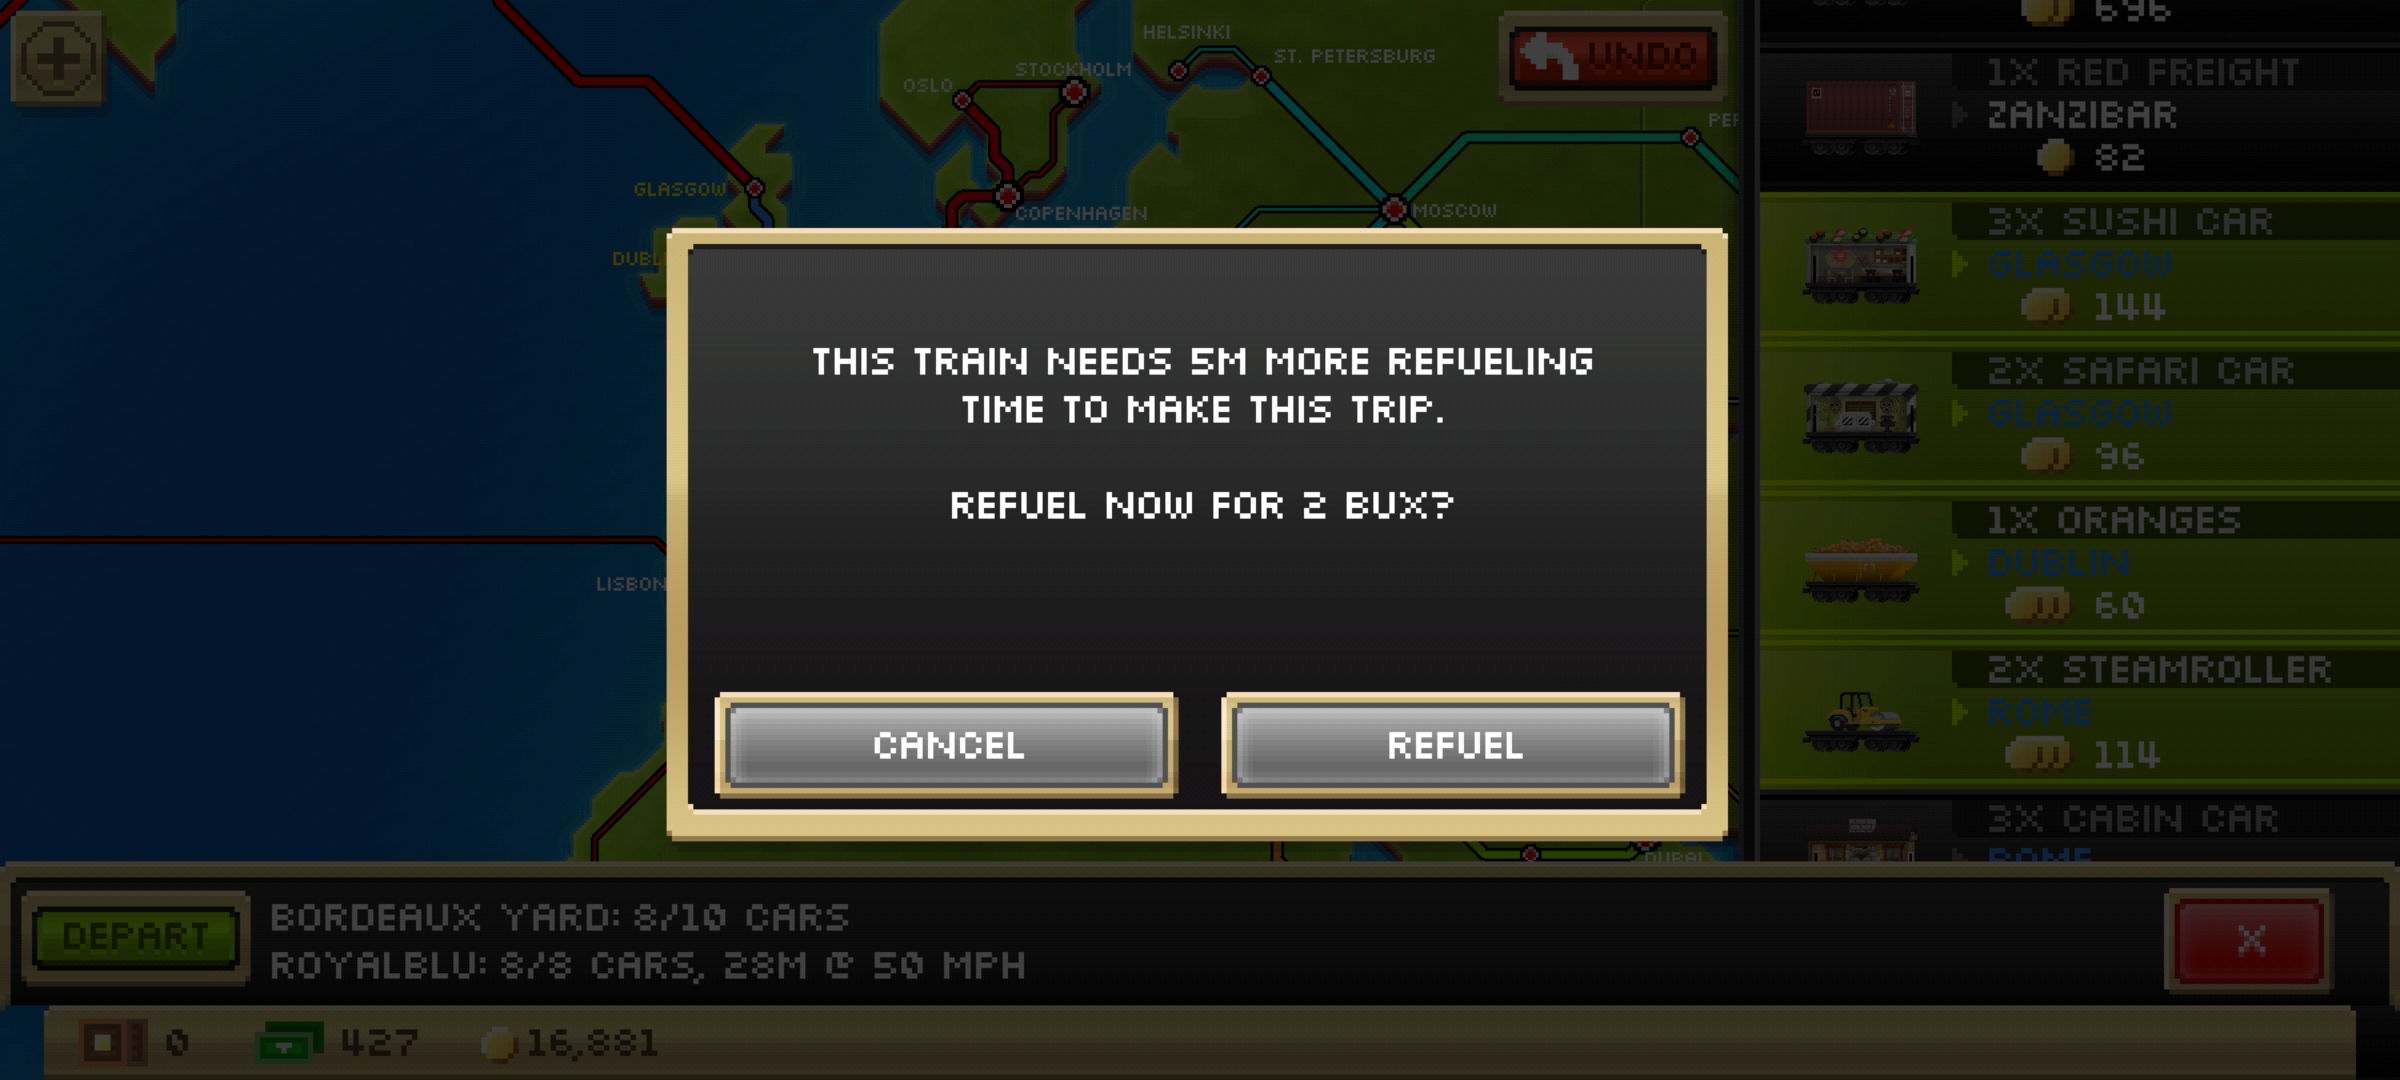 HELSINKI
ST. PETERSBURG
STOCKHOLM
OSLO
UNDO
GLASGOW
COPENHAGEN
MOSCOW
LISBON
THIS TRAIN NEEDS 5M MORE REFUELING
TIME TO MAKE THIS TRIP.
REFUEL NOW FOR 2 BUX?
CANCEL
REFUEL
696
1X RED FREIGHT
ZANZIBAR
82
3X SUSHI CAR
GLASGOW
144
2X SAFARI CAR
GLASGOW
96
1X ORANGES
DUBLIN
60
2X STEAMROLLER
ROME
114
3X CABIN CAR
ROME
DUBAI
DEPART
BORDEAUX YARD: 8/10 CARS
ROYALBLU: 8/8 CARS, 28M @ 50 MPH
X
0
427
16,881